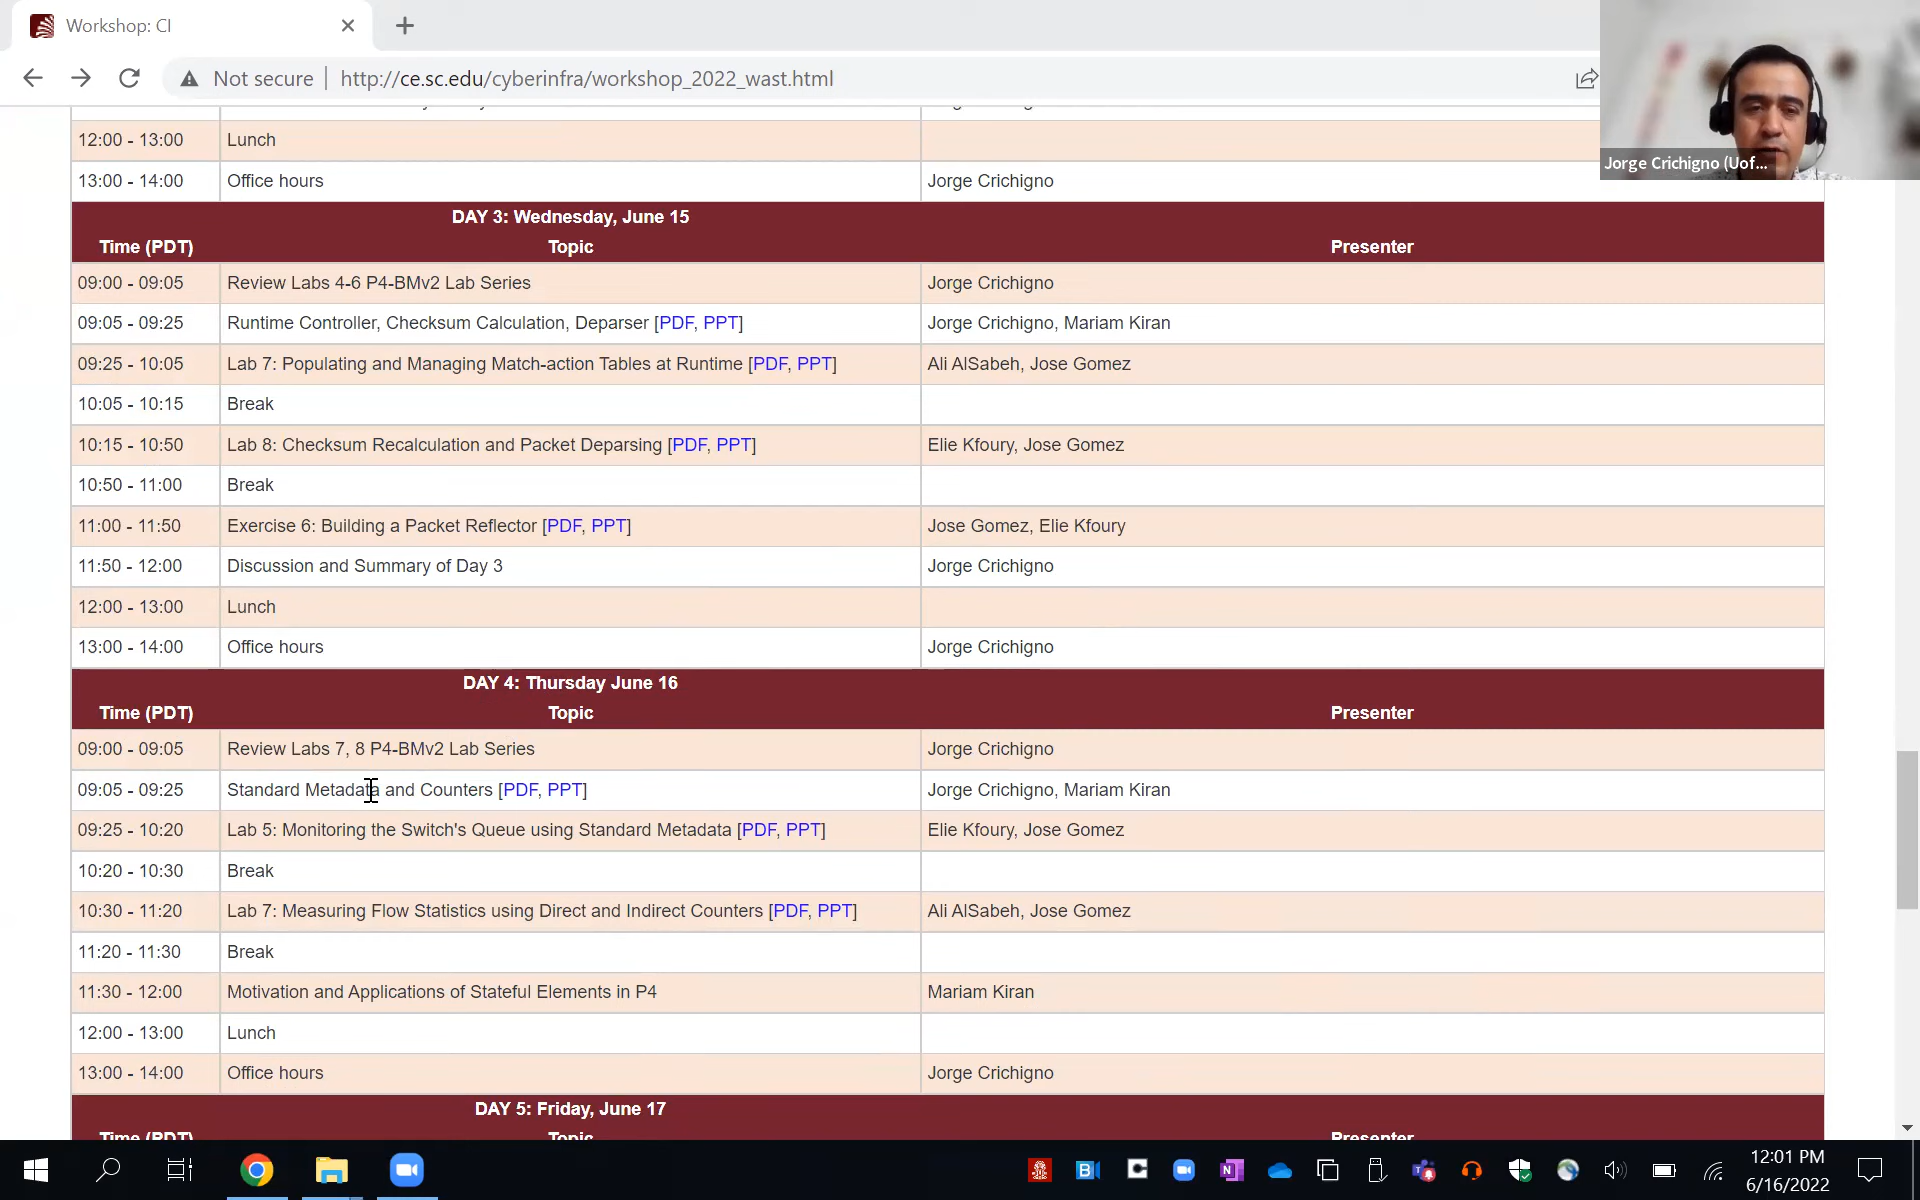 Workshop: CI
Not secure http://ce.sc.edu/cyberinfra/workshop_2022_wast.html
Jorge Crichigno (Uof...
12:00 - 13:00 Lunch
13:00 - 14:00 Office hours Jorge Crichigno
DAY 3: Wednesday, June 15
Time (PDT) Topic Presenter
09:00 - 09:05 Review Labs 4-6 P4-BMv2 Lab Series Jorge Crichigno
09:05 - 09:25 Runtime Controller, Checksum Calculation, Deparser [PDF, PPT] Jorge Crichigno, Mariam Kiran
09:25 - 10:05 Lab 7: Populating and Managing Match-action Tables at Runtime [PDF, PPT] Ali AlSabeh, Jose Gomez
10:05 - 10:15 Break
10:15 - 10:50 Lab 8: Checksum Recalculation and Packet Deparsing [PDF, PPT] Elie Kfoury, Jose Gomez
10:50 - 11:00 Break
11:00 - 11:50 Exercise 6: Building a Packet Reflector [PDF, PPT] Jose Gomez, Elie Kfoury
11:50 - 12:00 Discussion and Summary of Day 3 Jorge Crichigno
12:00 - 13:00 Lunch
13:00 - 14:00 Office hours Jorge Crichigno
DAY 4: Thursday June 16
Time (PDT) Topic Presenter
09:00 - 09:05 Review Labs 7, 8 P4-BMv2 Lab Series Jorge Crichigno
09:05 - 09:25 Standard Metadata and Counters [PDF, PPT] Jorge Crichigno, Mariam Kiran
09:25 - 10:20 Lab 5: Monitoring the Switch's Queue using Standard Metadata [PDF, PPT] Elie Kfoury, Jose Gomez
10:20 - 10:30 Break
10:30 - 11:20 Lab 7: Measuring Flow Statistics using Direct and Indirect Counters [PDF, PPT] Ali AlSabeh, Jose Gomez
11:20 - 11:30 Break
11:30 - 12:00 Motivation and Applications of Stateful Elements in P4 Mariam Kiran
12:00 - 13:00 Lunch
13:00 - 14:00 Office hours Jorge Crichigno
DAY 5: Friday, June 17
Time (PDT) Topic Presenter
12:01 PM
6/16/2022